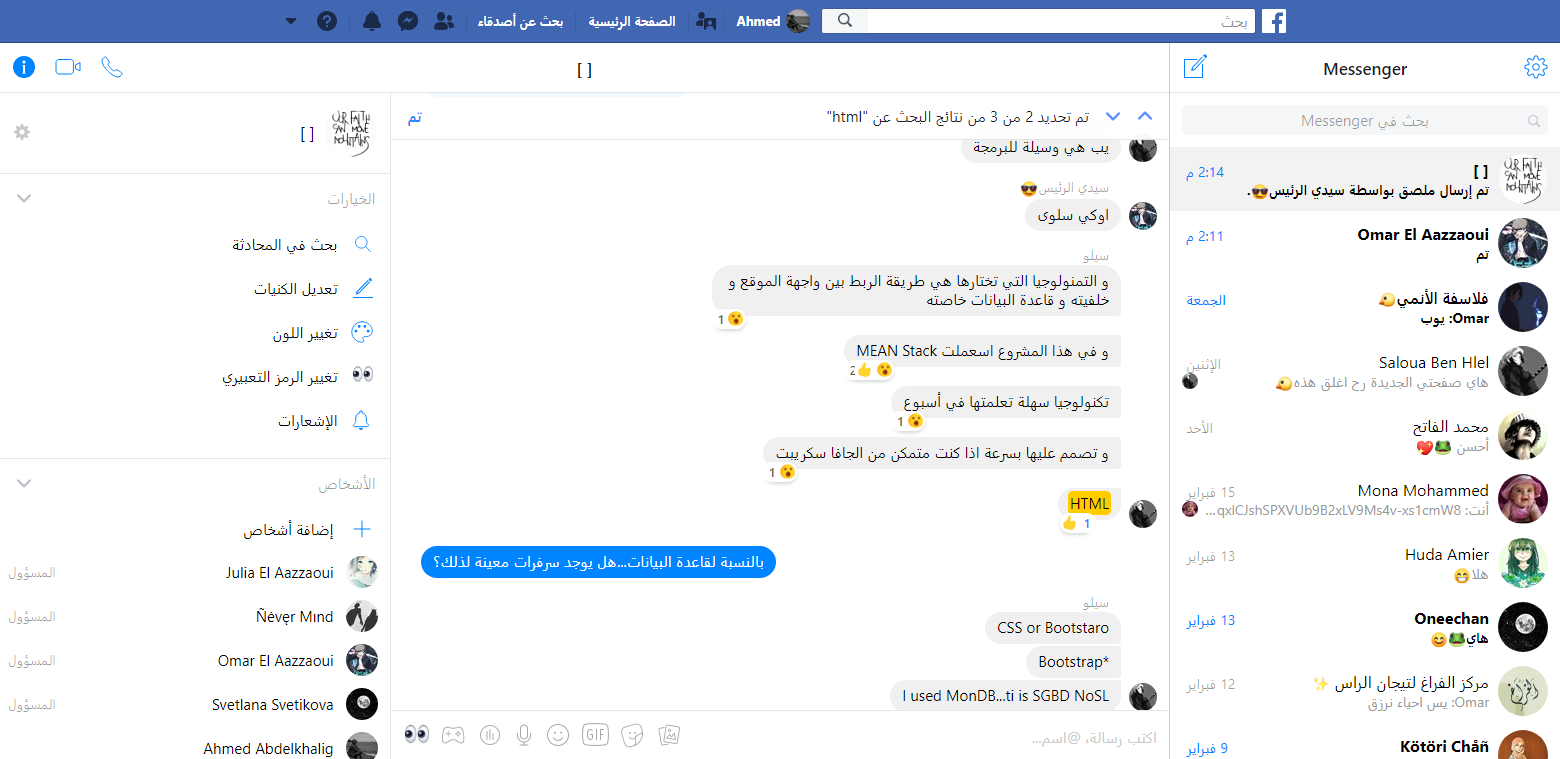 بحث
Ahmed
الصفحة الرئيسية
بحث عن أصدقاء
Messenger
بحث في Messenger
[ ]
2:14 م
تم إرسال ملصق بواسطة سيدي الرئيس😎.
Omar El Aazzaoui
2:11 م
تم
فلاسفة الأنمي
الجمعة
Omar: يوب
Saloua Ben Hlel
الإثنين
هاي صفحتي الجديدة رح اغلق هذه
محمد الفاتح
الأحد
أحسن 🐸💖
Mona Mohammed
15 فبراير
أنت: qxICJshSPXVUb9B2xLV9Ms4v-xs1cmW8...
Huda Amier
13 فبراير
هلا😁
Oneechan
13 فبراير
هاي🐸😊
مركز الفراغ لتيجان الراس ✨
12 فبراير
Omar: يس احياء نرزق
Kötöri Chåñ
9 فبراير
[ ]
تم تحديد 2 من 3 من نتائج البحث عن "html"
تم
يب هي وسيلة للبرمجة
سيدي الرئيس😎
اوكي سلوى
سيلو
و التمنولوجيا التي تختارها هي طريقة الربط بين واجهة الموقع و
خلفيته و قاعدة البيانات خاصته
😮 1
و في هذا المشروع اسعملت MEAN Stack
😮👍 2
تكنولوجيا سهلة تعلمتها في أسبوع
😮 1
و تصمم عليها بسرعة اذا كنت متمكن من الجافا سكريبت
😮 1
HTML
👍 1
بالنسبة لقاعدة البيانات...هل يوجد سرفرات معينة لذلك؟
سيلو
CSS or Bootstaro
Bootstrap*
I used MonDB...ti is SGBD NoSL
اكتب رسالة، @اسم...
GIF
[ ]
الخيارات
بحث في المحادثة
تعديل الكنيات
تغيير اللون
تغيير الرمز التعبيري
الإشعارات
الأشخاص
إضافة أشخاص
Julia El Aazzaoui
المسؤول
Ñėvẹr Mınd
المسؤول
Omar El Aazzaoui
المسؤول
Svetlana Svetikova
المسؤول
Ahmed Abdelkhalig
OUR FAITH
CAN MOVE
MOUNTAINS